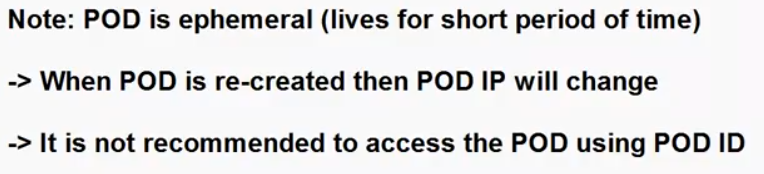 Note: POD is ephemeral (lives for short period of time)
-> When POD is re-created then POD IP will change
-> It is not recommended to access the POD using POD ID